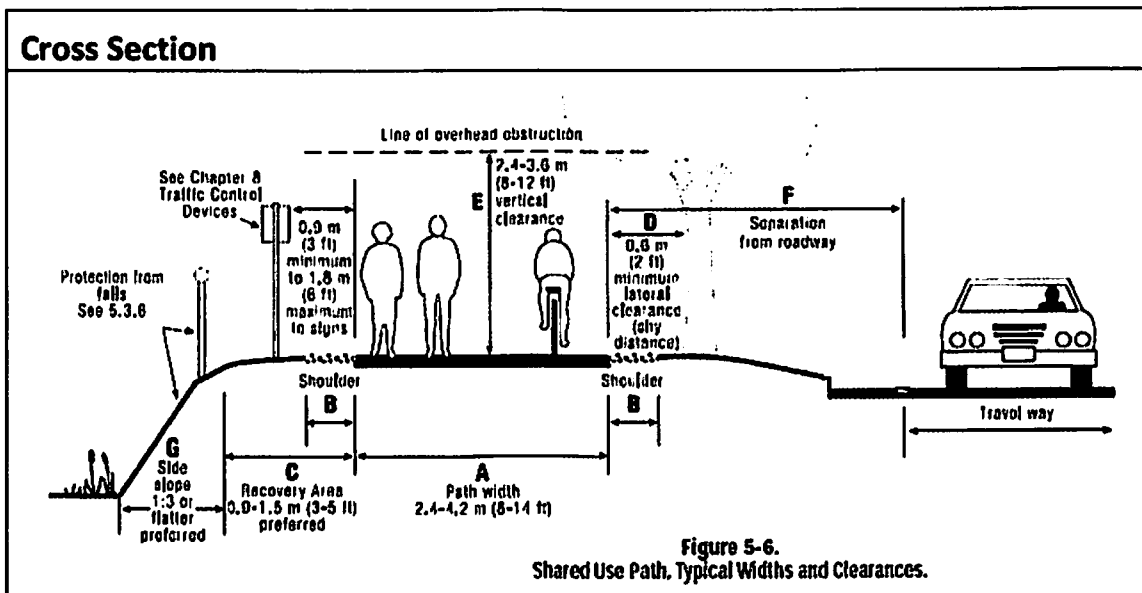 Cross Section
Line of overhead obstruction
See Chapter 8
Traffic Control
Devices
0.9 m
(3 ft)
minimum
to 1.8 m
(6 ft)
maximum
to signs
E
2.4-3.6 m
(8-12 ft)
vertical
clearance
F
Separation
from roadway
D
0.6 m
(2 ft)
minimum
lateral
clearance
(shy
distance)
Protection from
falls
See 5.3.6
Shoulder
B
Shoulder
B
Travel way
G
Side
slope
1:3 or
flatter
preferred
C
Recovery Area
0.9-1.5 m (3-5 ft)
preferred
A
Path width
2.4-4.2 m (8-14 ft)
Figure 5-6.
Shared Use Path, Typical Widths and Clearances.